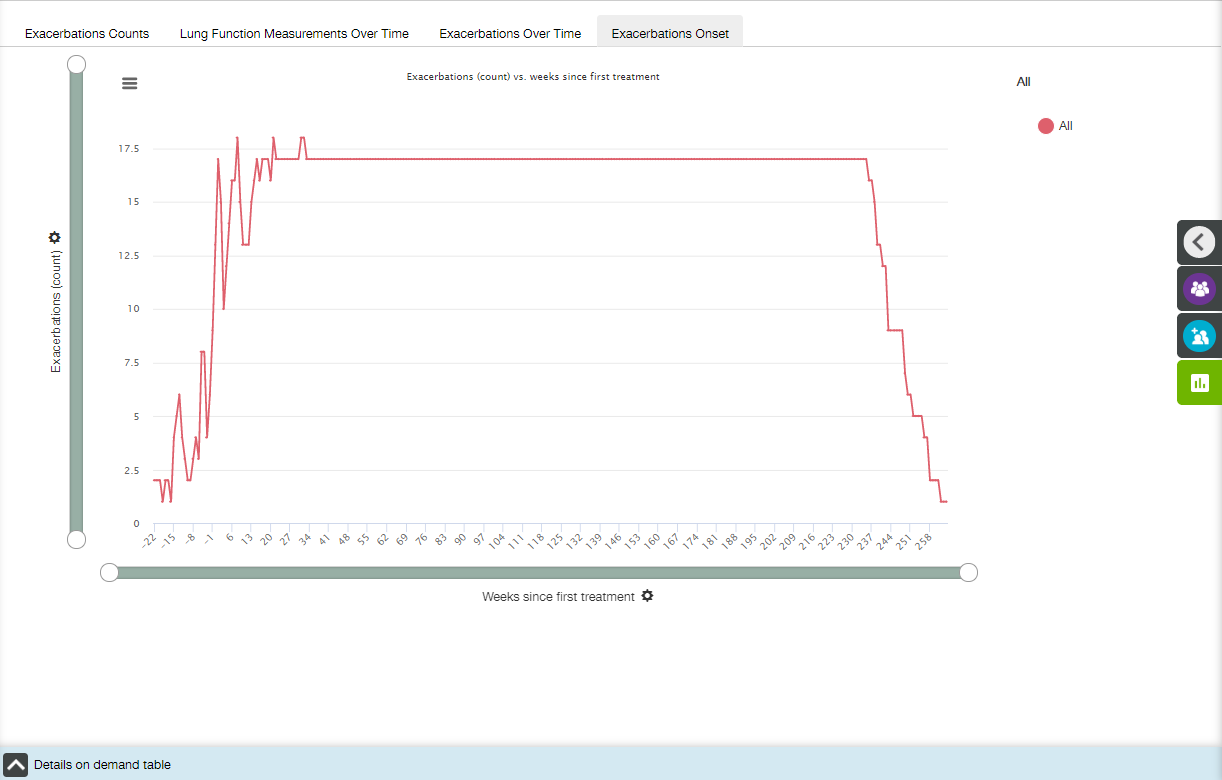 Exacerbations Counts
Lung Function Measurements Over Time
Exacerbations Over Time
Exacerbations Onset
Exacerbations (count) vs. weeks since first treatment
All
All
Exacerbations (count)
17.5
15
12.5
10
7.5
5
2.5
0
-22 -15 -8 -1 6 13 20 27 34 41 48 55 62 69 76 83 90 97 104 111 118 125 132 139 146 153 160 167 174 181 188 195 202 209 216 223 230 237 244 251 258
Weeks since first treatment
Details on demand table